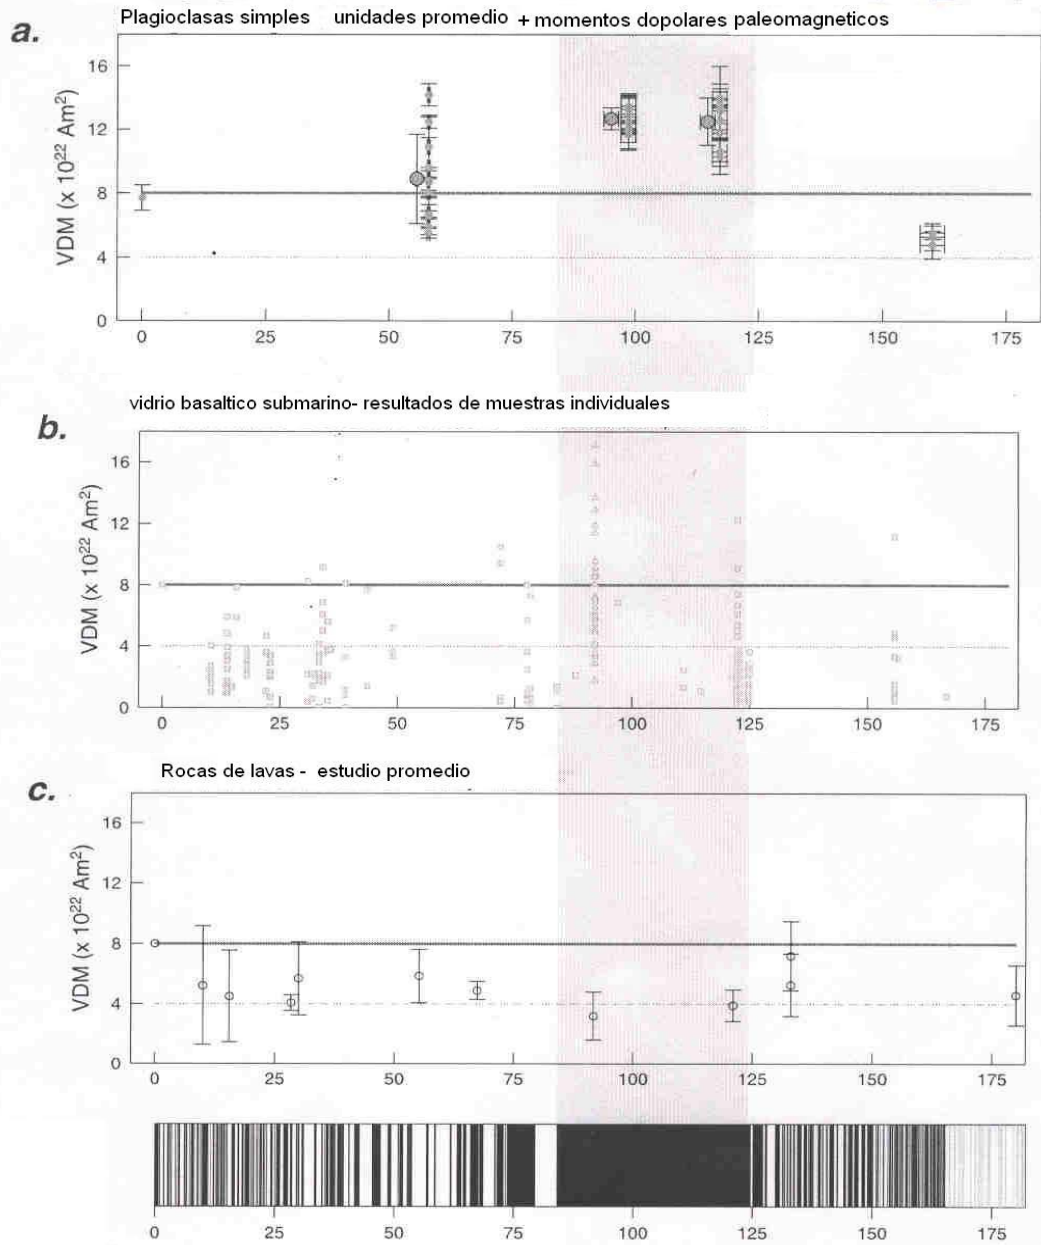 Plagioclasas simples unidades promedio + momentos dopolares paleomagneticos
a.
VDM (x 10²² Am²)
16
12
8
4
0
0 25 50 75 100 125 150 175
vidrio basaltico submarino- resultados de muestras individuales
b.
VDM (x 10²² Am²)
16
12
8
4
0
0 25 50 75 100 125 150 175
Rocas de lavas - estudio promedio
c.
VDM (x 10²² Am²)
16
12
8
4
0
0 25 50 75 100 125 150 175
0 25 50 75 100 125 150 175